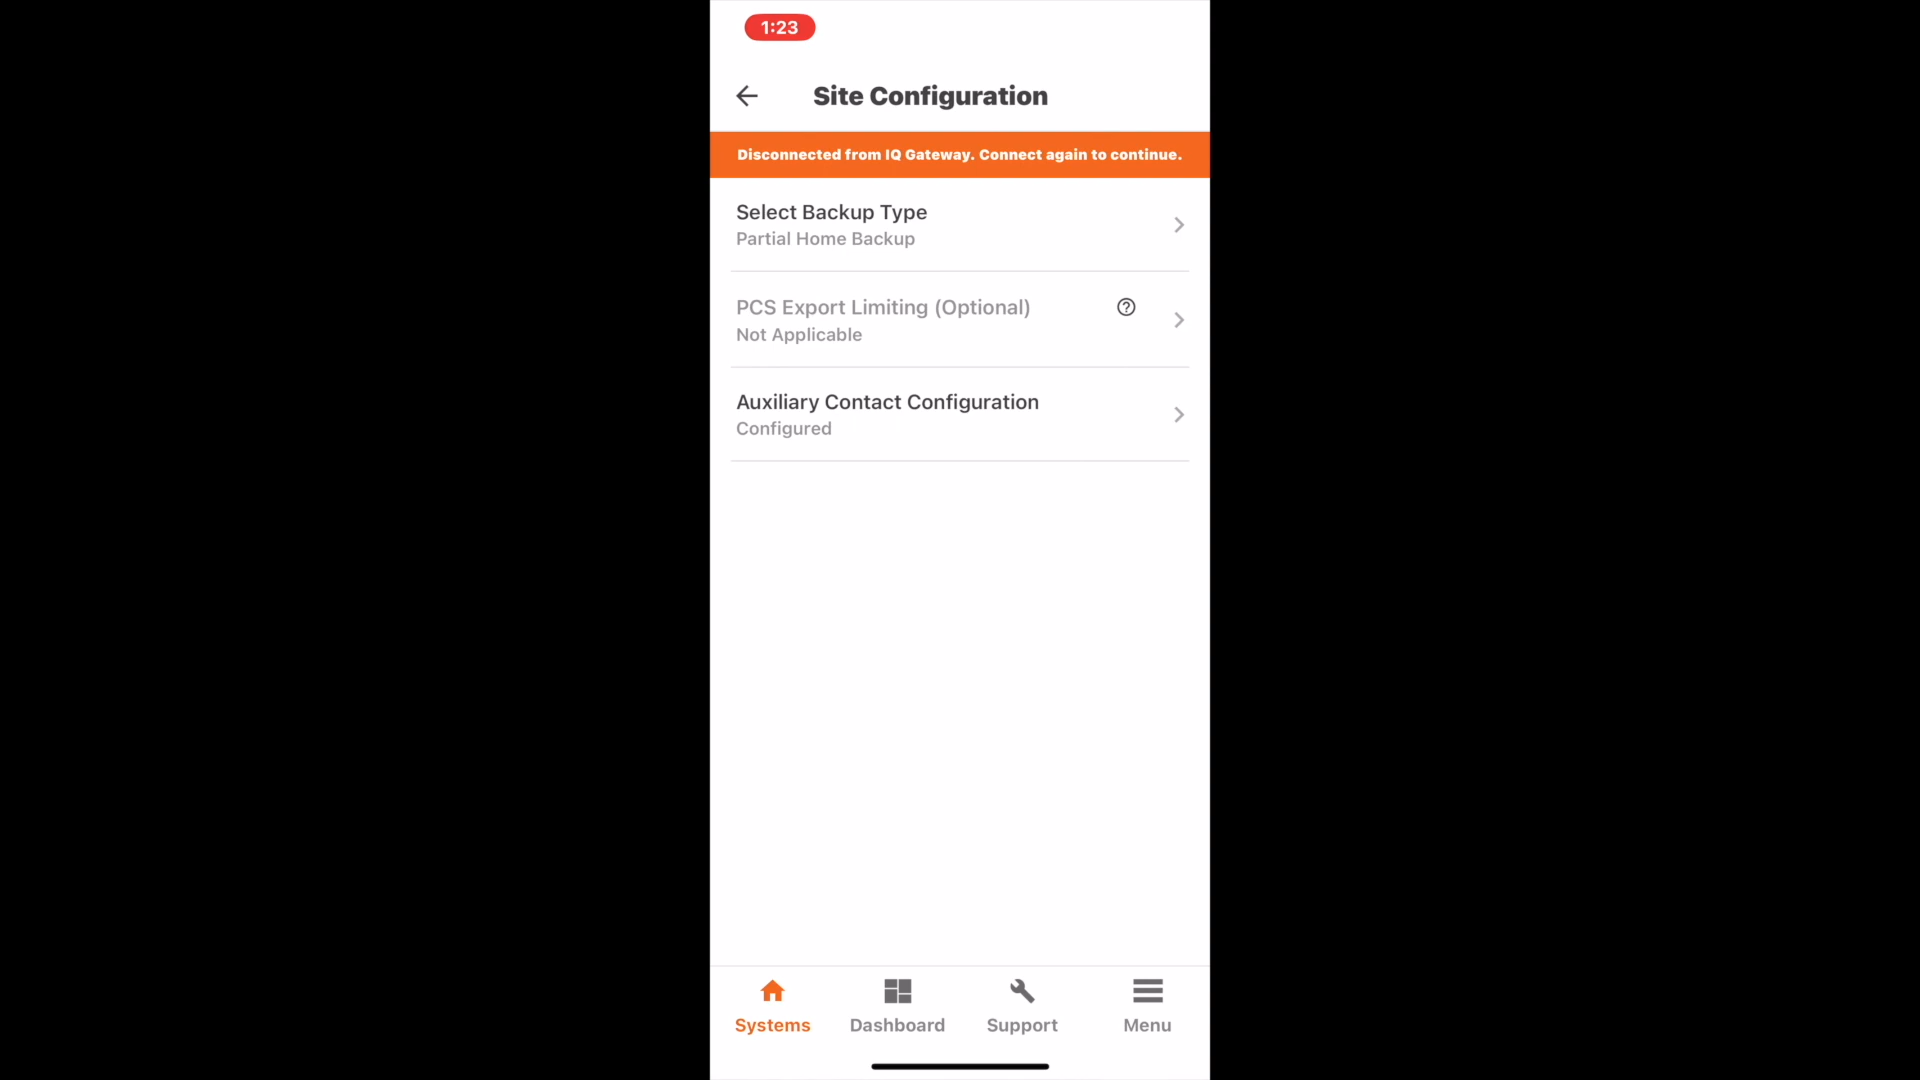 1:23
Site Configuration
Disconnected from IQ Gateway. Connect again to continue.
Select Backup Type
Partial Home Backup
PCS Export Limiting (Optional)
Not Applicable
Auxiliary Contact Configuration
Configured
Systems
Dashboard
Support
Menu